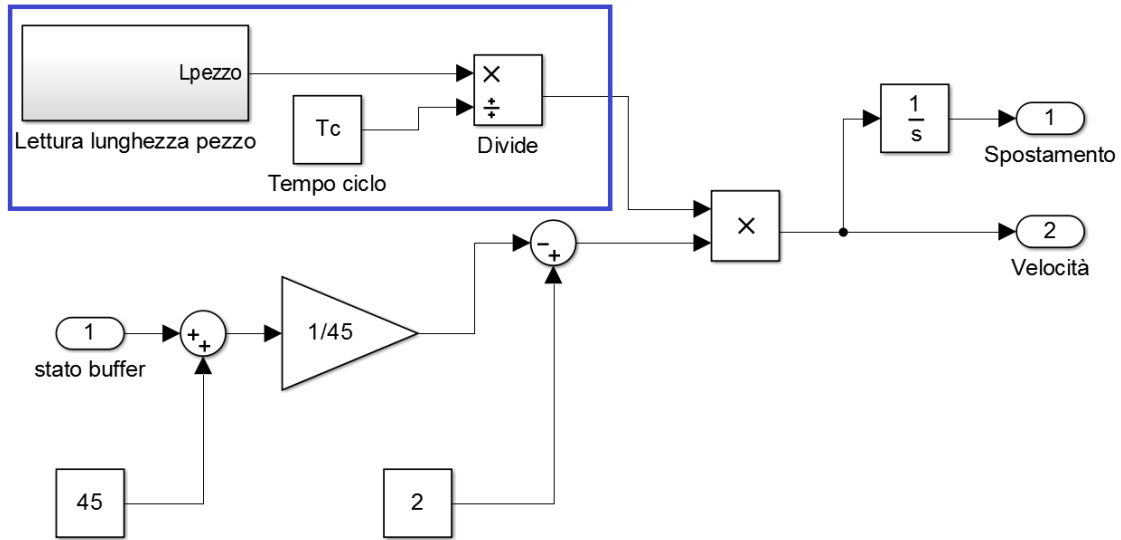 Lpezzo
Lettura lunghezza pezzo
Tc
Tempo ciclo
×
÷
Divide
×
1
s
1
Spostamento
2
Velocità
−
+
1
stato buffer
+
+
1/45
45
2